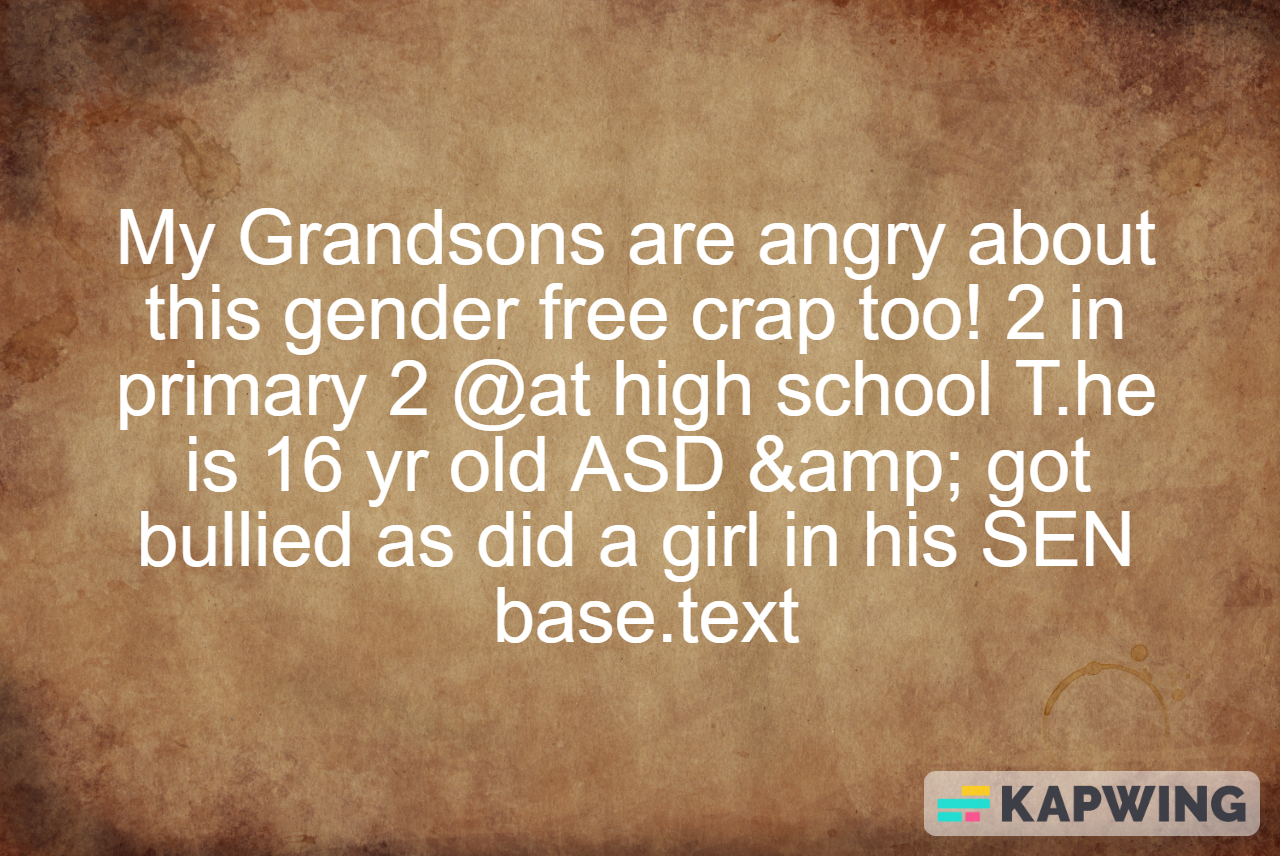 My Grandsons are angry about
this gender free crap too! 2 in
primary 2 @at high school T.he
is 16 yr old ASD &amp; got
bullied as did a girl in his SEN
base.text
KAPWING